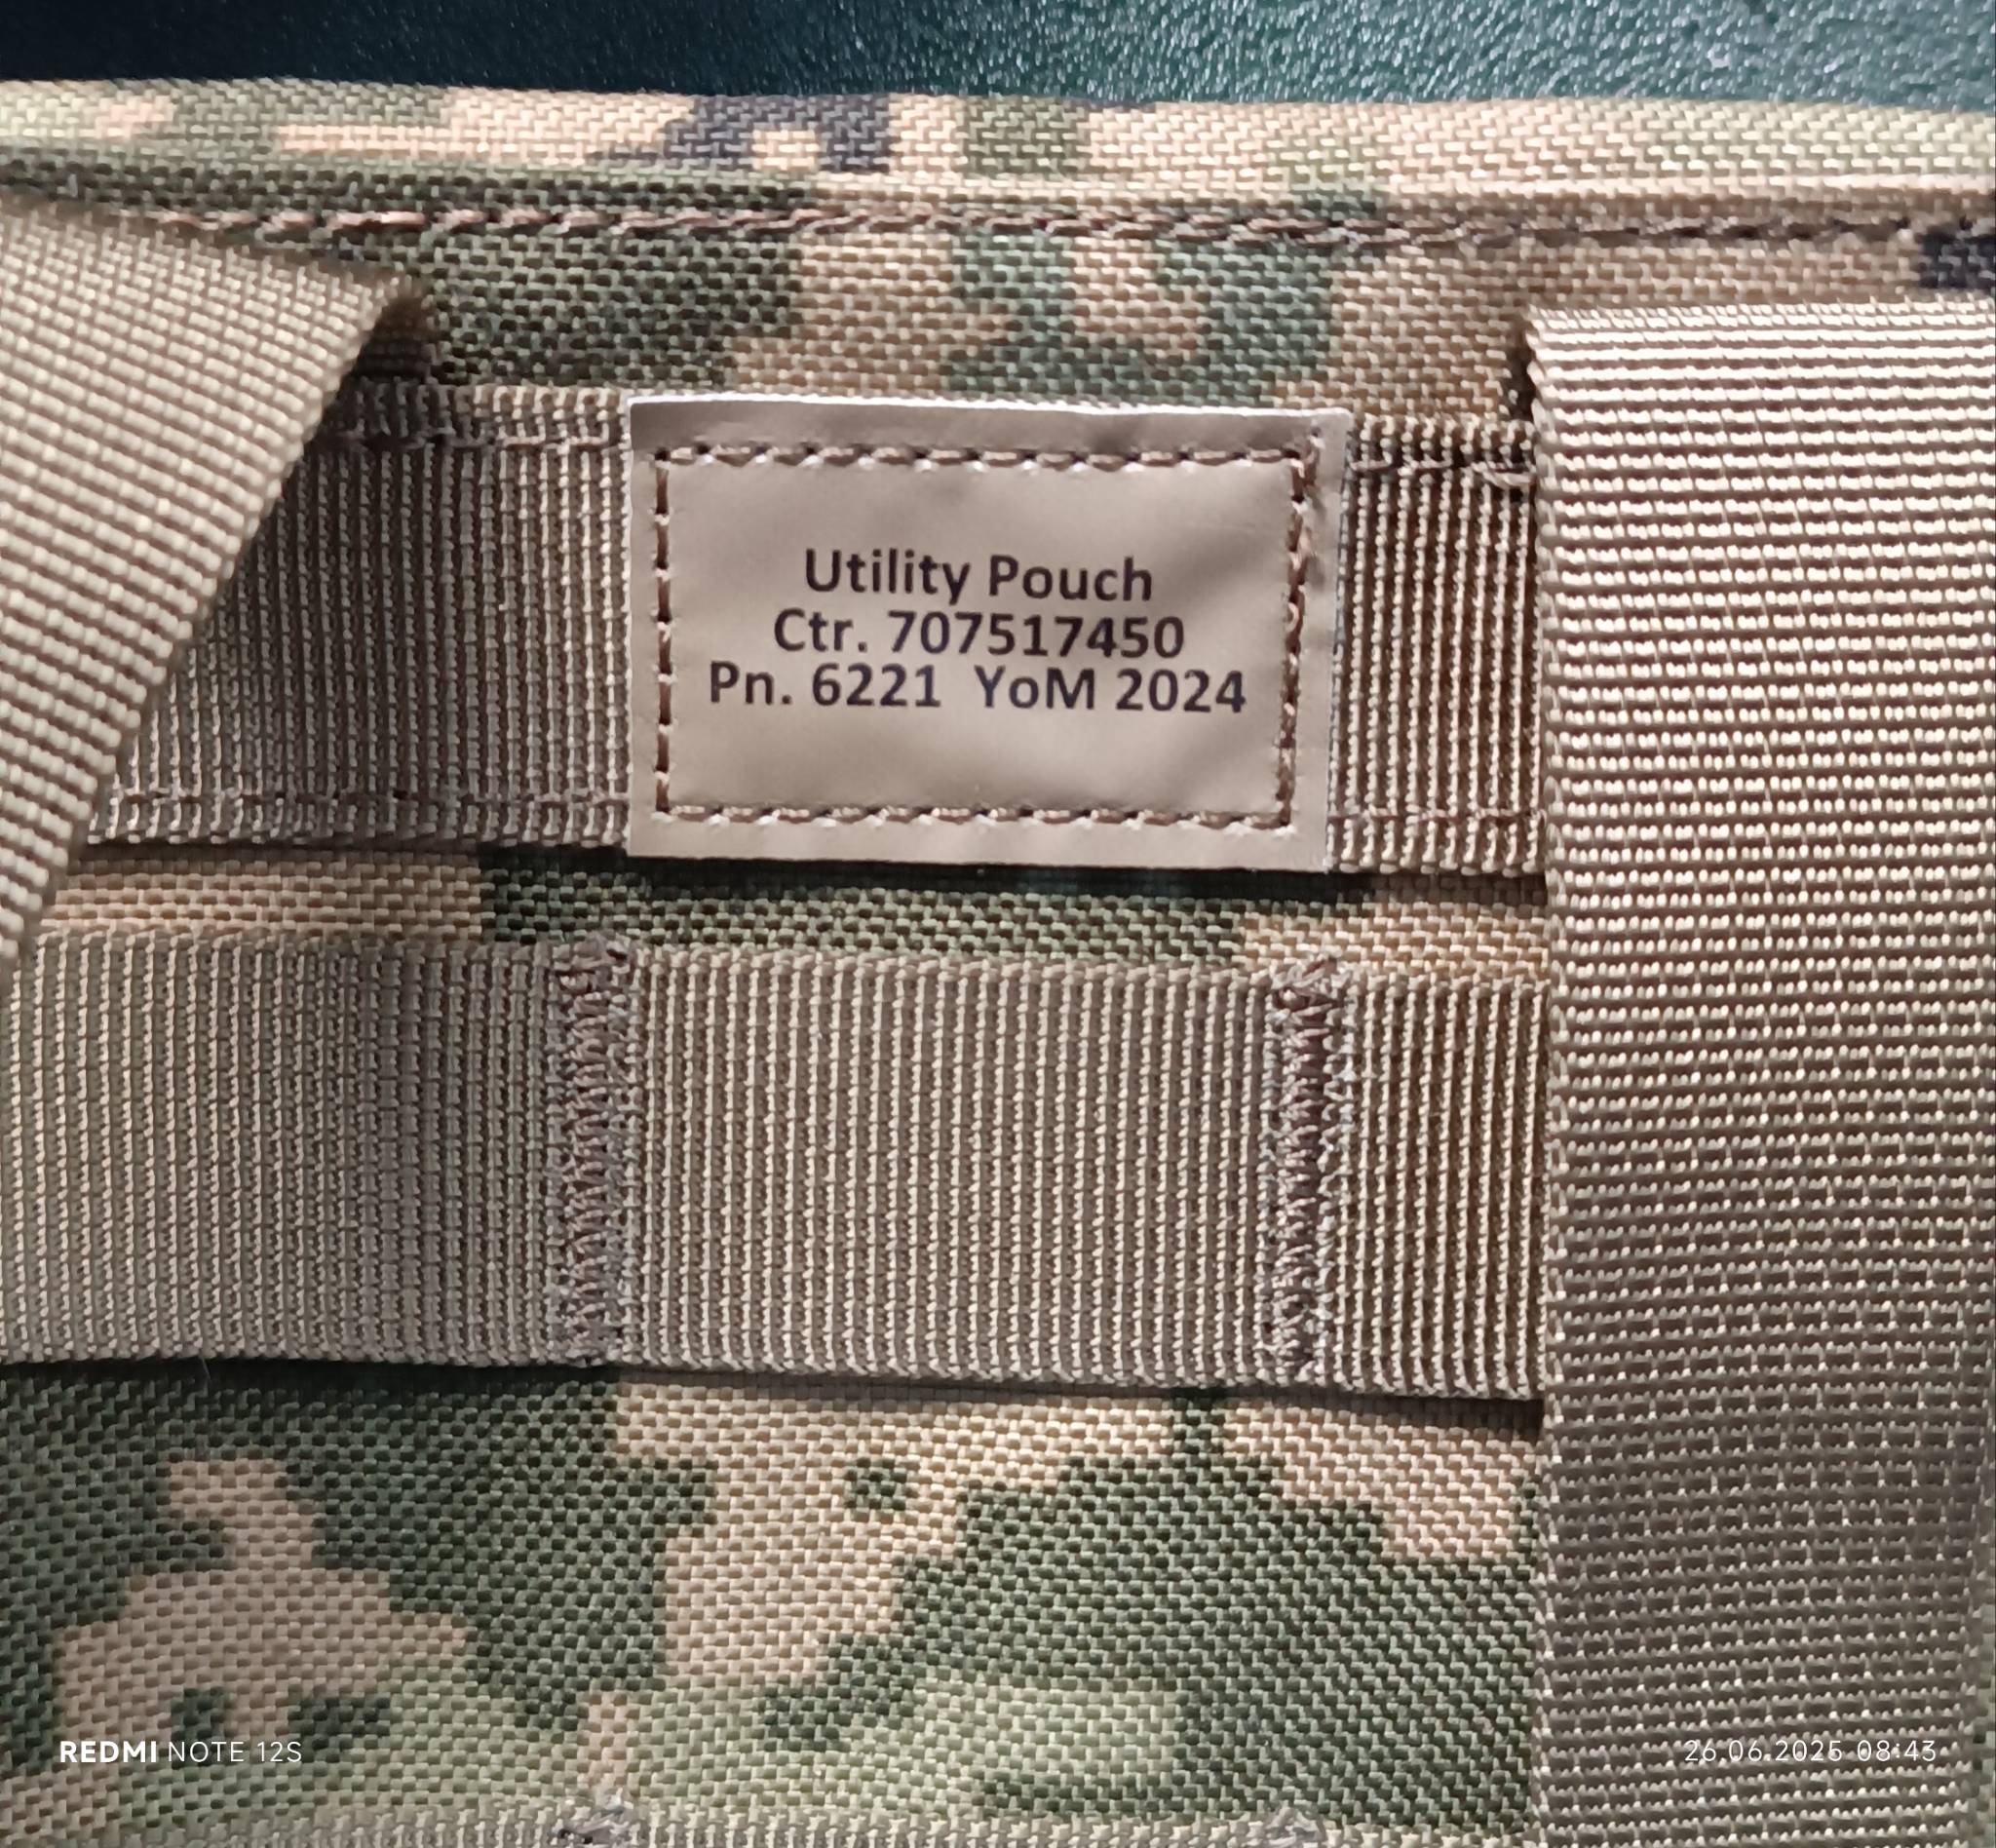 Utility Pouch
Ctr. 707517450
Pn. 6221 YoM 2024
REDMI NOTE 12S
26.06.2025 08:43